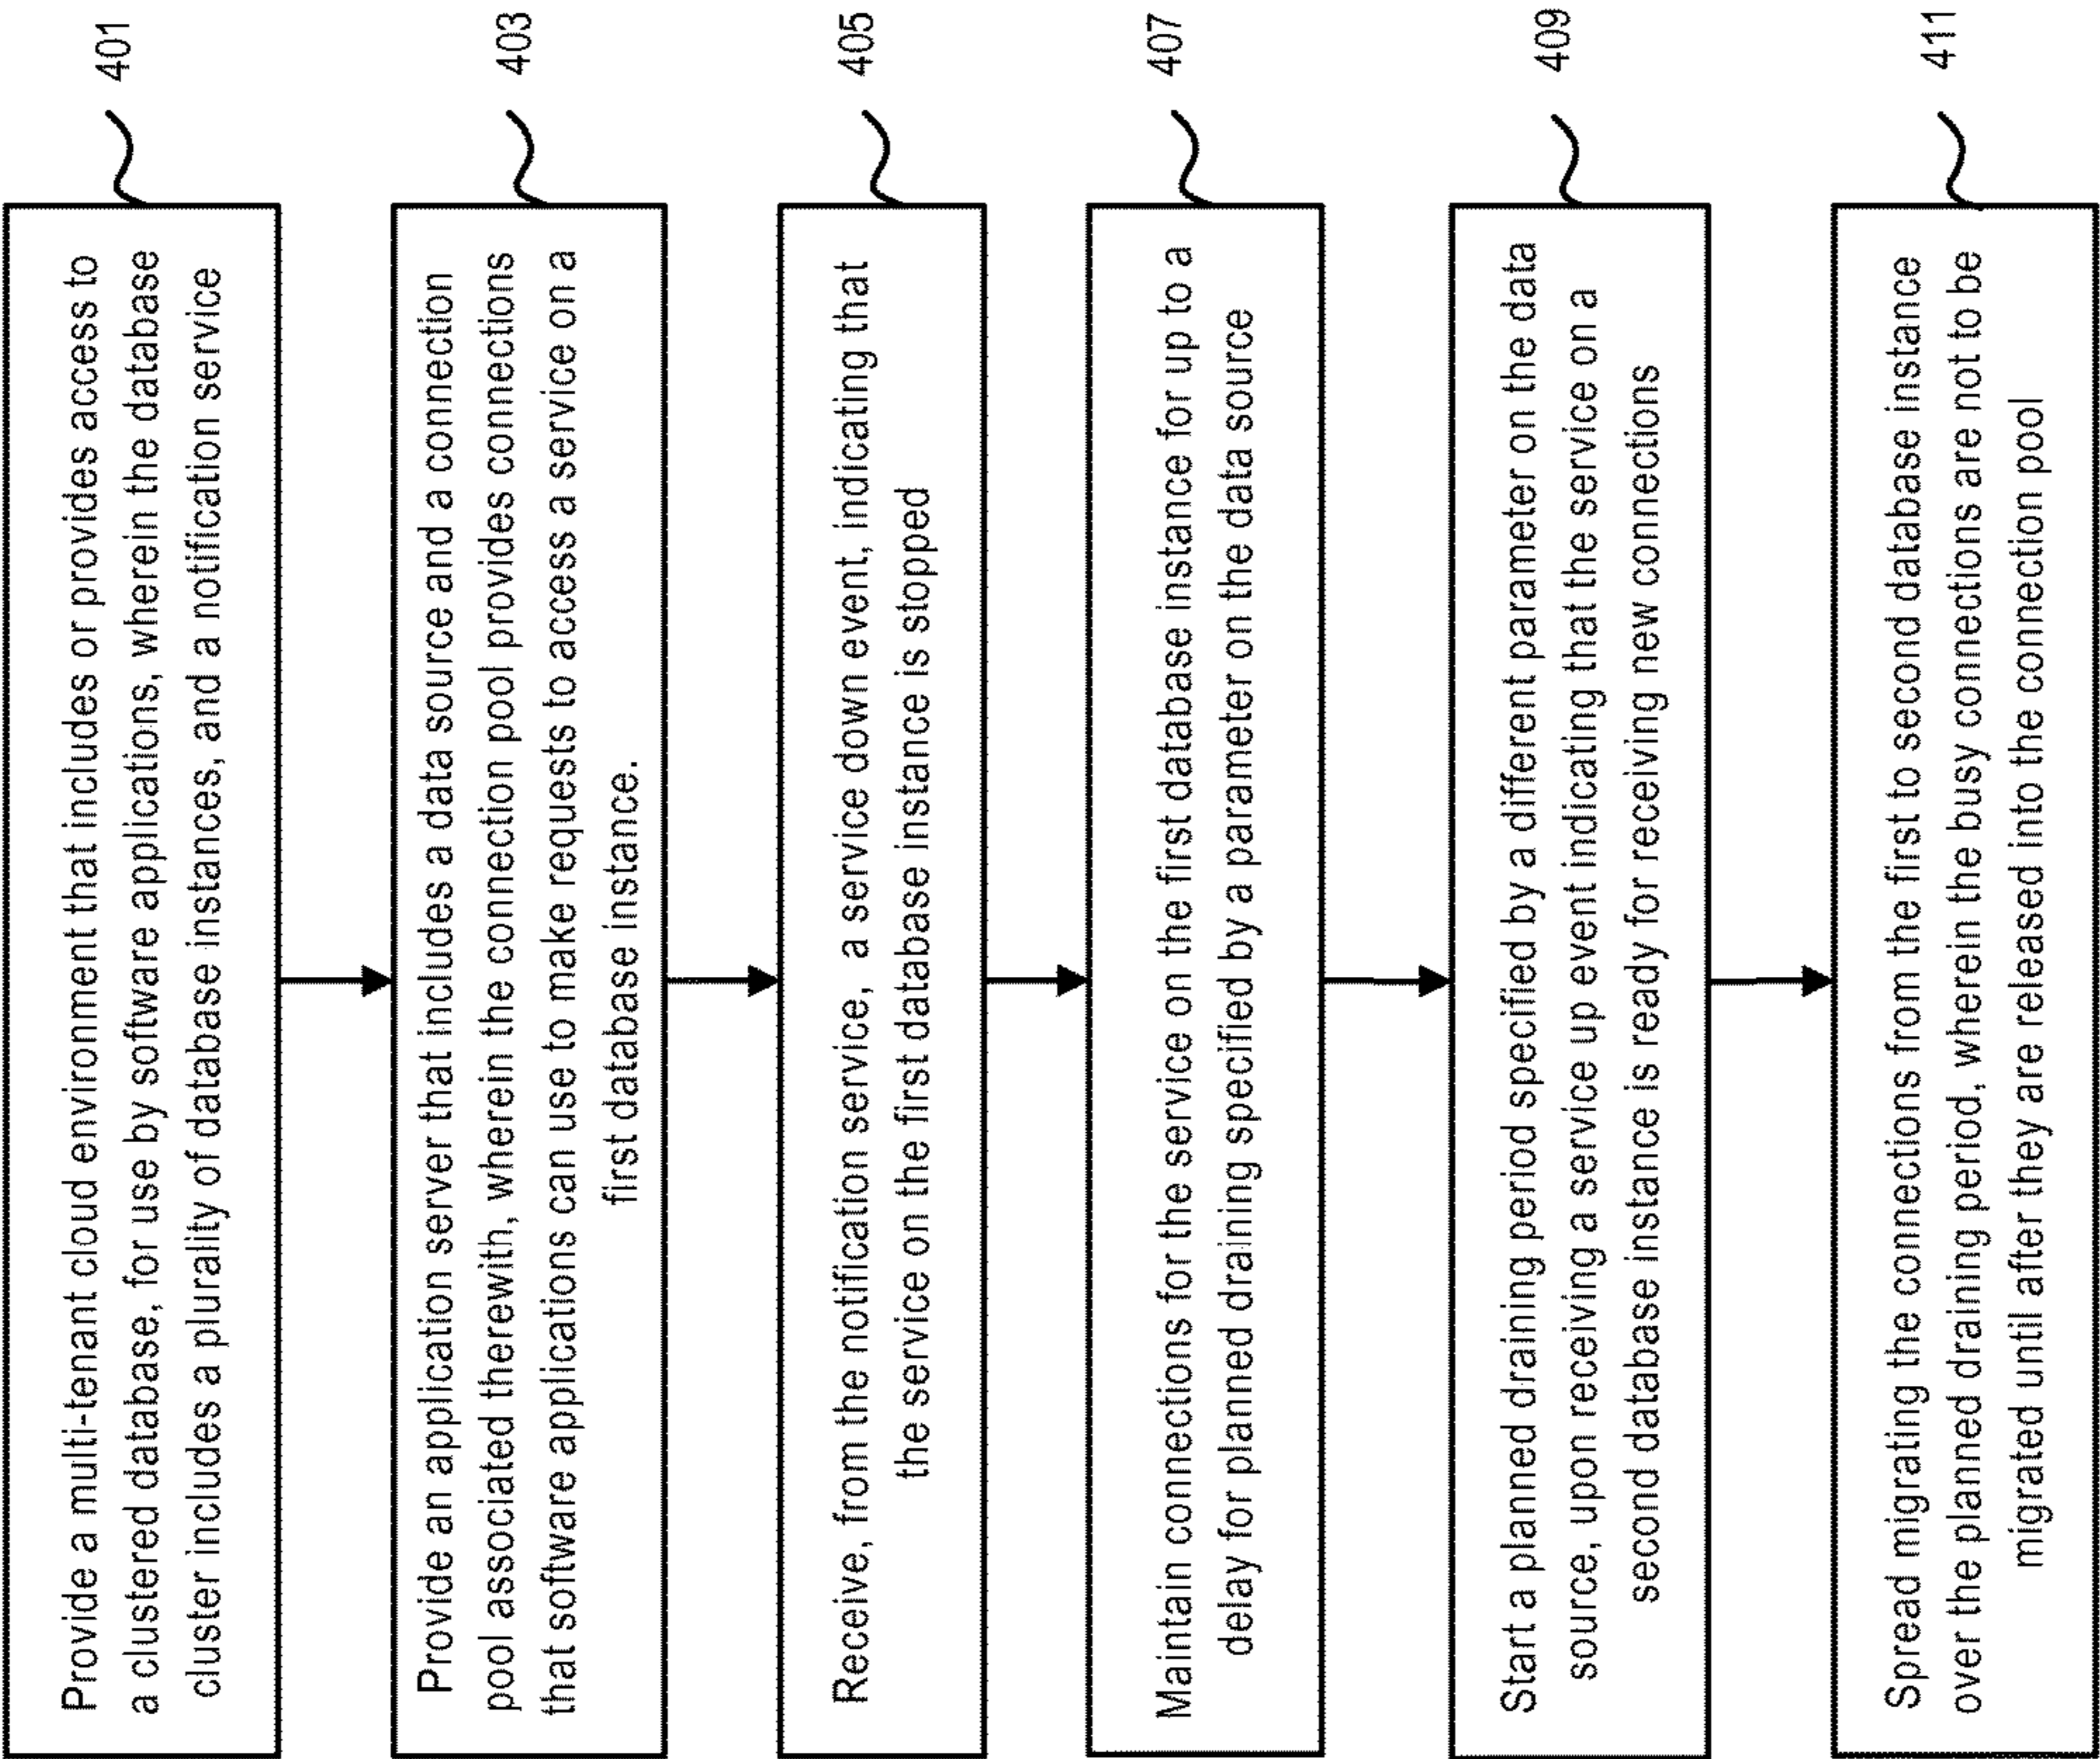 Provide a multi-tenant cloud environment that includes or provides access to
a clustered database, for use by software applications, wherein the database
cluster includes a plurality of database instances, and a notification service
401
Provide an application server that includes a data source and a connection
pool associated therewith, wherein the connection pool provides connections
that software applications can use to make requests to access a service on a
first database instance.
403
Receive, from the notification service, a service down event, indicating that
the service on the first database instance is stopped
405
Maintain connections for the service on the first database instance for up to a
delay for planned draining specified by a parameter on the data source
407
Start a planned draining period specified by a different parameter on the data
source, upon receiving a service up event indicating that the service on a
second database instance is ready for receiving new connections
409
Spread migrating the connections from the first to second database instance
over the planned draining period, wherein the busy connections are not to be
migrated until after they are released into the connection pool
411